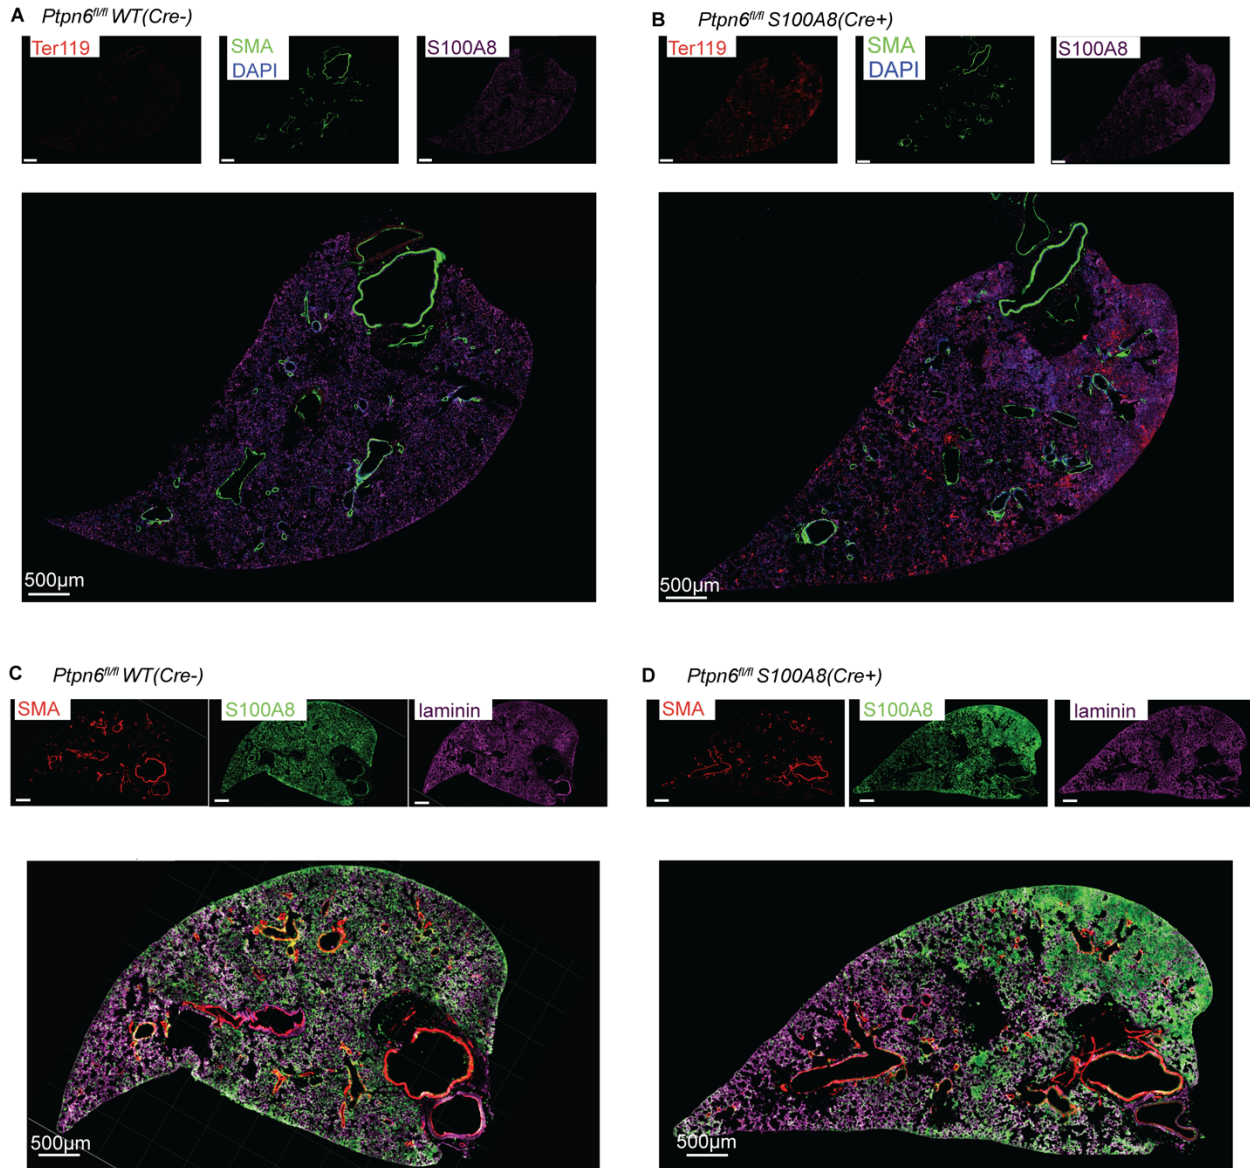 A Ptpn6fl/fl WT(Cre-)
Ter119
SMA
DAPI
S100A8
500µm
B Ptpn6fl/fl S100A8(Cre+)
Ter119
SMA
DAPI
S100A8
500µm
C Ptpn6fl/fl WT(Cre-)
SMA
S100A8
laminin
500µm
D Ptpn6fl/fl S100A8(Cre+)
SMA
S100A8
laminin
500µm